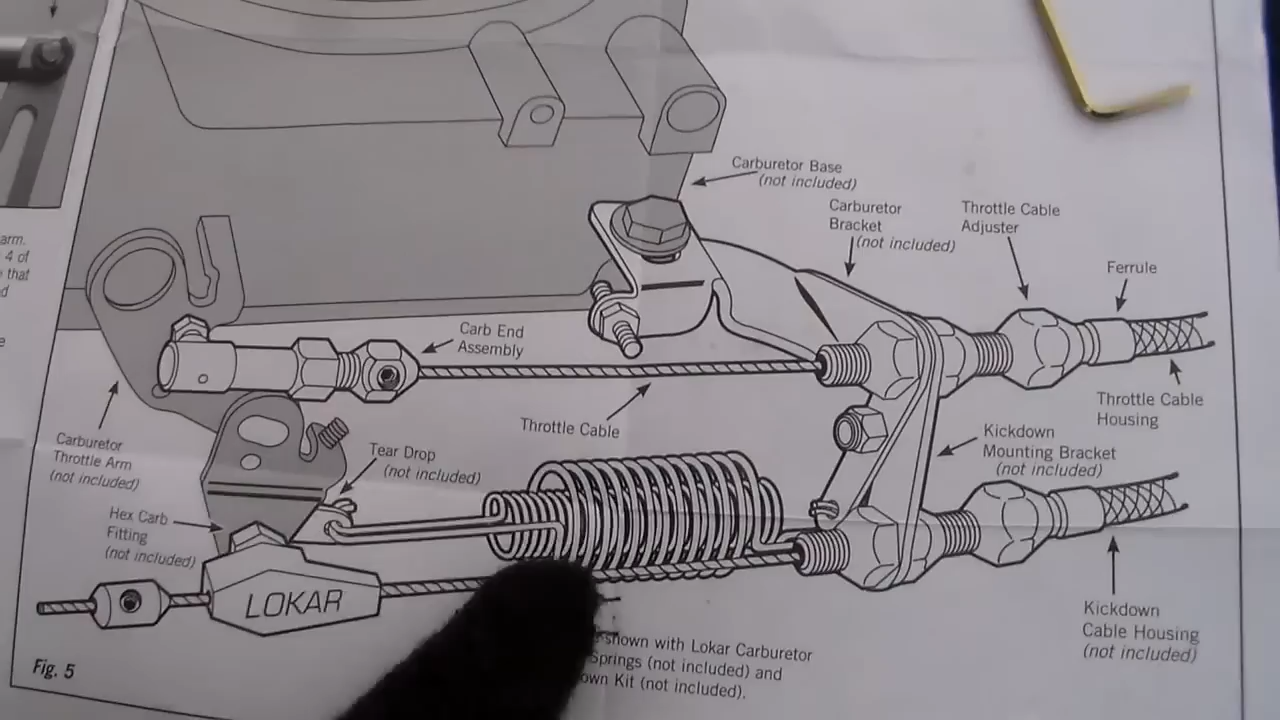 arm.
4 of
that
d
e
Carburetor Base
(not included)
Carburetor
Bracket
(not included)
Throttle Cable
Adjuster
Ferrule
Carb End
Assembly
Throttle Cable
Throttle Cable
Housing
Carburetor
Throttle Arm
(not included)
Tear Drop
(not included)
Kickdown
Mounting Bracket
(not included)
Hex Carb
Fitting
(not included)
LOKAR
Kickdown
Cable Housing
(not included)
shown with Lokar Carburetor
Springs (not included) and
own Kit (not included).
Fig. 5